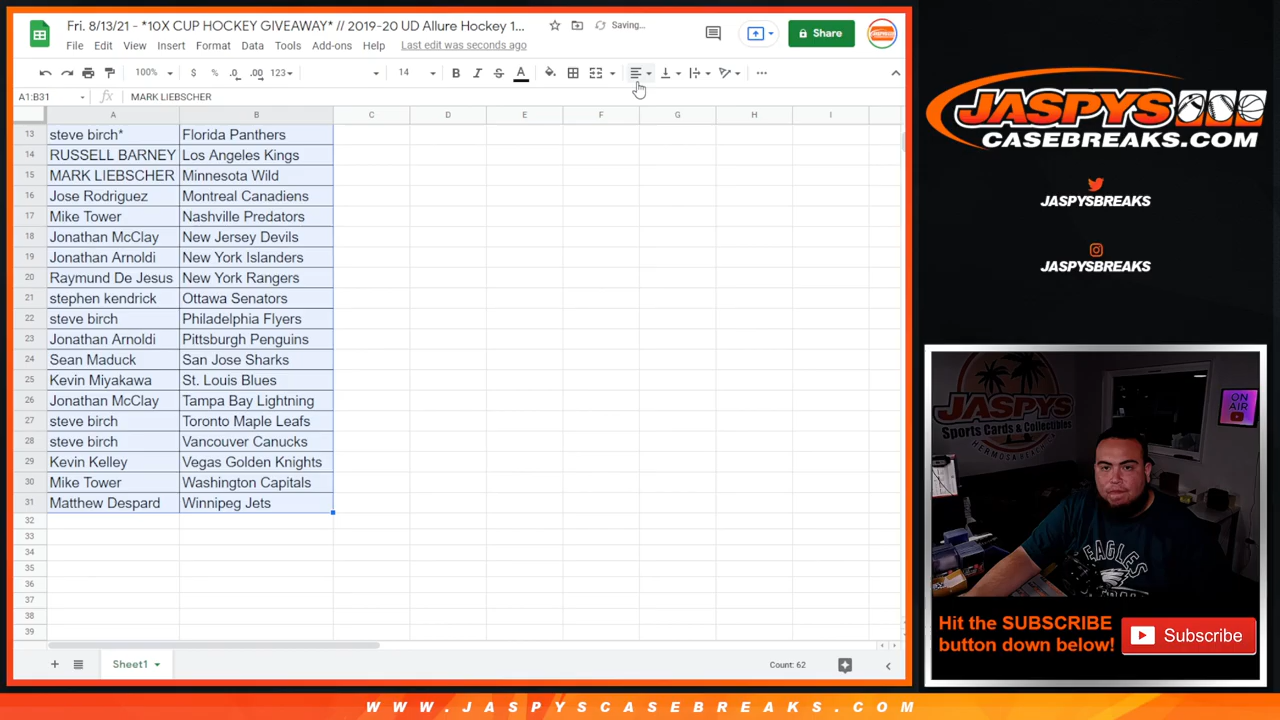 Fri. 8/13/21 - *10X CUP HOCKEY GIVEAWAY* // 2019-20 UD Allure Hockey 1...
Saving...
Share
File Edit View Insert Format Data Tools Add-ons Help Last edit was seconds ago
100% $ % .0 .00 123 14 B I S A
A1:B31 fx MARK LIEBSCHER
A B C D E F G H I
13 steve birch* Florida Panthers
14 RUSSELL BARNEY Los Angeles Kings
15 MARK LIEBSCHER Minnesota Wild
16 Jose Rodriguez Montreal Canadiens
17 Mike Tower Nashville Predators
18 Jonathan McClay New Jersey Devils
19 Jonathan Arnoldi New York Islanders
20 Raymund De Jesus New York Rangers
21 stephen kendrick Ottawa Senators
22 steve birch Philadelphia Flyers
23 Jonathan Arnoldi Pittsburgh Penguins
24 Sean Maduck San Jose Sharks
25 Kevin Miyakawa St. Louis Blues
26 Jonathan McClay Tampa Bay Lightning
27 steve birch Toronto Maple Leafs
28 steve birch Vancouver Canucks
29 Kevin Kelley Vegas Golden Knights
30 Mike Tower Washington Capitals
31 Matthew Despard Winnipeg Jets
32
33
34
35
36
37
38
39
Sheet1
Count: 62
JASPYS
CASEBREAKS.COM
JASPYSBREAKS
JASPYSBREAKS
JASPYS
Sports Cards & Collectibles
HERMOSA BEACH
ON
AIR
EAGLES
Hit the SUBSCRIBE
button down below!
Subscribe
WWW.JASPYSCASEBREAKS.COM